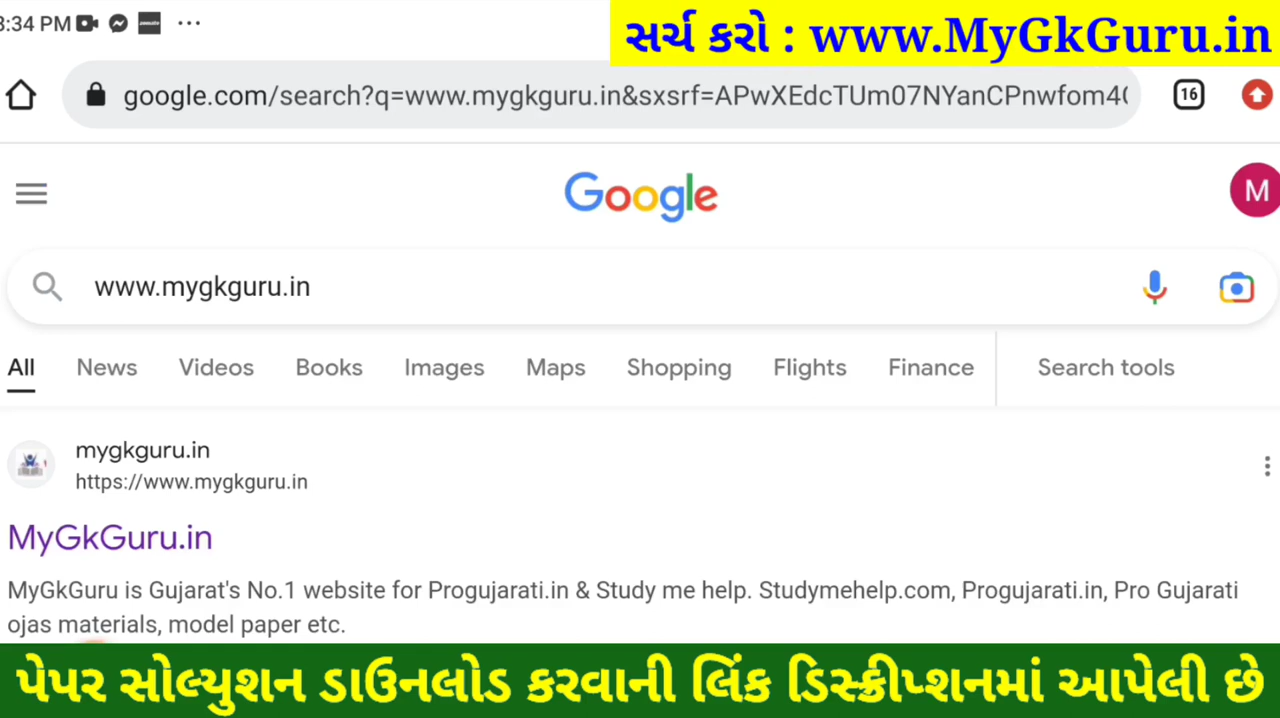 3:34 PM
સર્ચ કરો : www.MyGkGuru.in
google.com/search?q=www.mygkguru.in&sxsrf=APwXEdcTUm07NYanCPnwfom4
16
Google
M
www.mygkguru.in
All News Videos Books Images Maps Shopping Flights Finance Search tools
mygkguru.in
https://www.mygkguru.in
MyGkGuru.in
MyGkGuru is Gujarat's No.1 website for Progujarati.in & Study me help. Studymehelp.com, Progujarati.in, Pro Gujarati
ojas materials, model paper etc.
પેપર સોલ્યુશન ડાઉનલોડ કરવાની લિંક ડિસ્ક્રીપ્શનમાં આપેલી છે